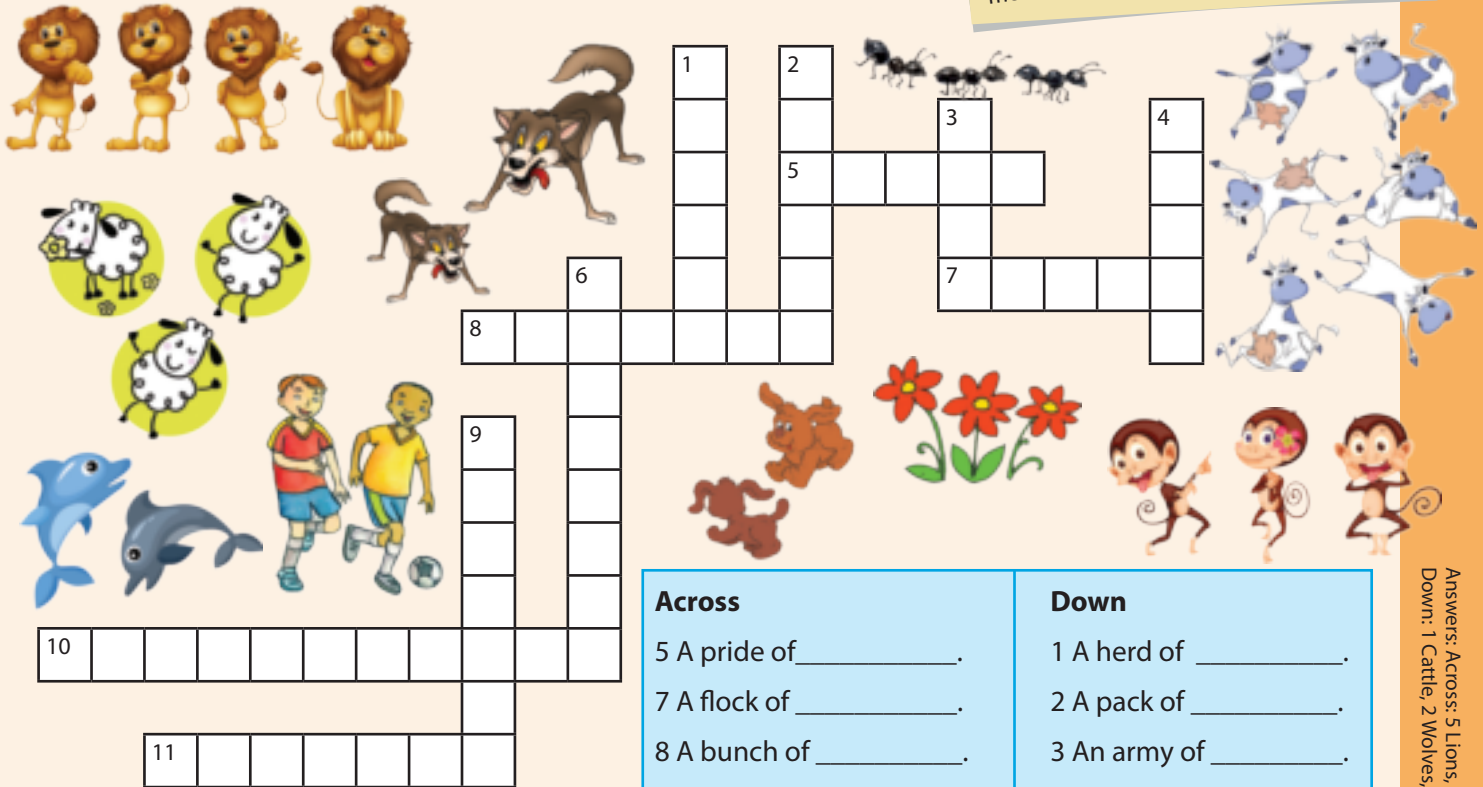 1
2
3
4
5
6
7
8
9
10
11
Across
5 A pride of___________.
7 A flock of ___________.
8 A bunch of __________.
Down
1 A herd of __________.
2 A pack of __________.
3 An army of _________.
Answers: Across: 5 Lions,
Down: 1 Cattle, 2 Wolves,